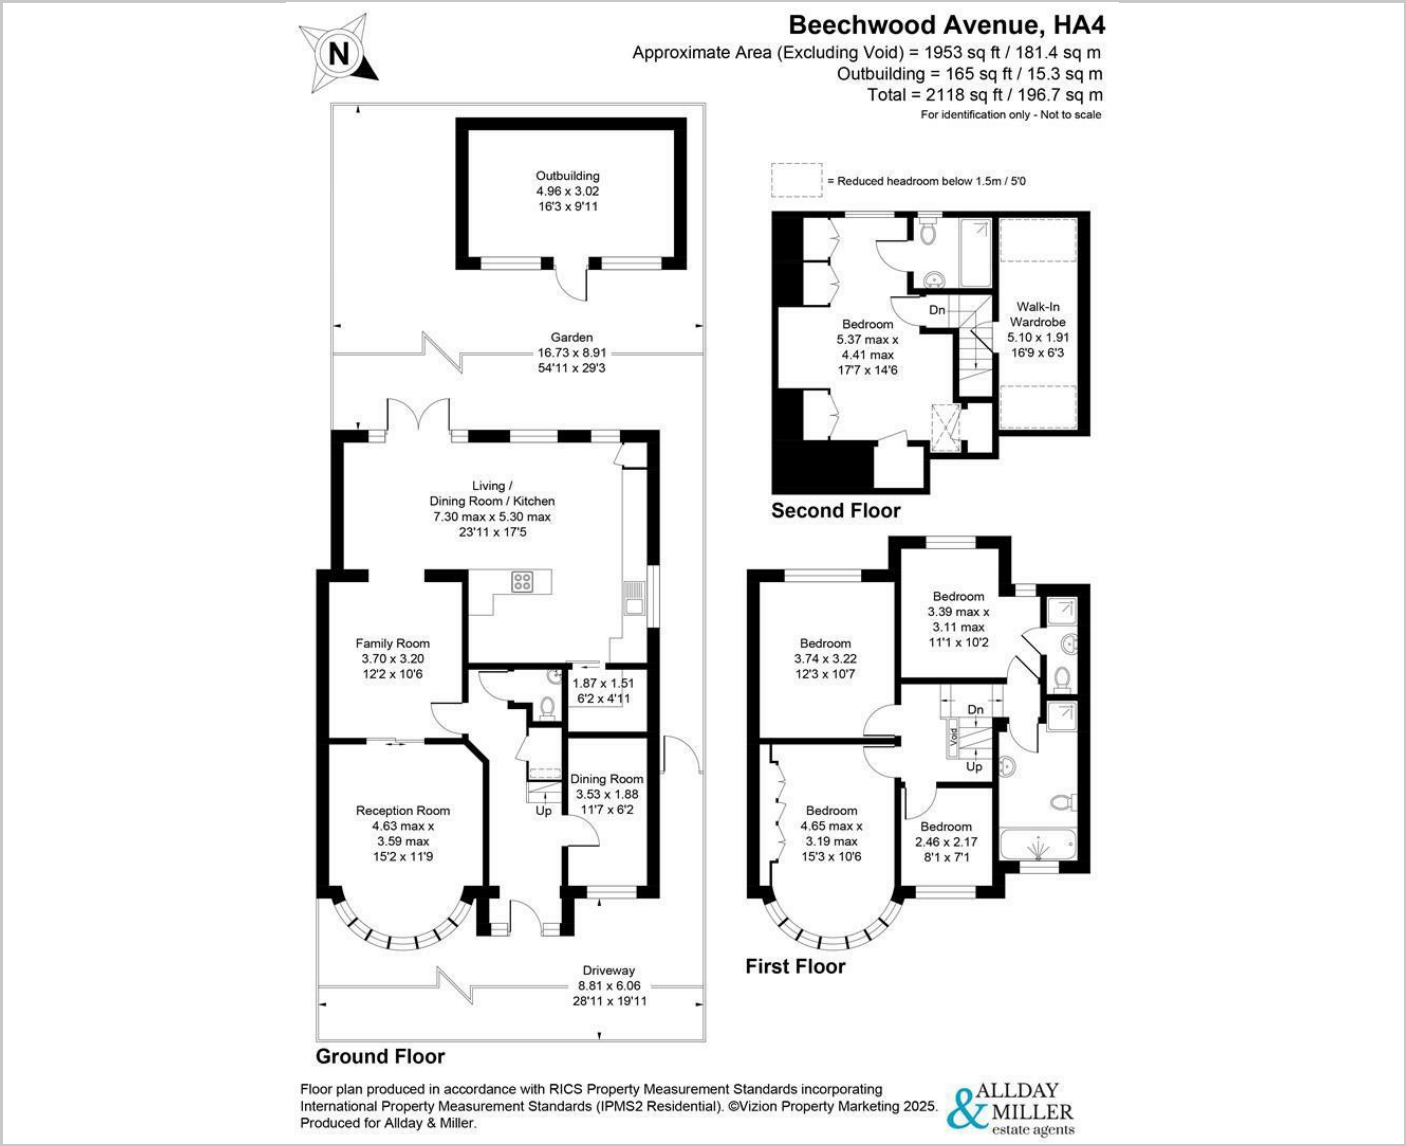 N
Beechwood Avenue, HA4
Approximate Area (Excluding Void) = 1953 sq ft / 181.4 sq m
Outbuilding = 165 sq ft / 15.3 sq m
Total = 2118 sq ft / 196.7 sq m
For identification only - Not to scale
= Reduced headroom below 1.5m / 5'0
Outbuilding
4.96 x 3.02
16'3 x 9'11
Garden
16.73 x 8.91
54'11 x 29'3
Living /
Dining Room / Kitchen
7.30 max x 5.30 max
23'11 x 17'5
Family Room
3.70 x 3.20
12'2 x 10'6
1.87 x 1.51
6'2 x 4'11
Reception Room
4.63 max x
3.59 max
15'2 x 11'9
Up
Dining Room
3.53 x 1.88
11'7 x 6'2
Driveway
8.81 x 6.06
28'11 x 19'11
Ground Floor
Bedroom
5.37 max x
4.41 max
17'7 x 14'6
Dn
Walk-In
Wardrobe
5.10 x 1.91
16'9 x 6'3
Second Floor
Bedroom
3.39 max x
3.11 max
11'1 x 10'2
Bedroom
3.74 x 3.22
12'3 x 10'7
Dn
Void
Up
Bedroom
4.65 max x
3.19 max
15'3 x 10'6
Bedroom
2.46 x 2.17
8'1 x 7'1
First Floor
Floor plan produced in accordance with RICS Property Measurement Standards incorporating
International Property Measurement Standards (IPMS2 Residential). ©Vizion Property Marketing 2025.
Produced for Allday & Miller.
ALLDAY
& MILLER
estate agents